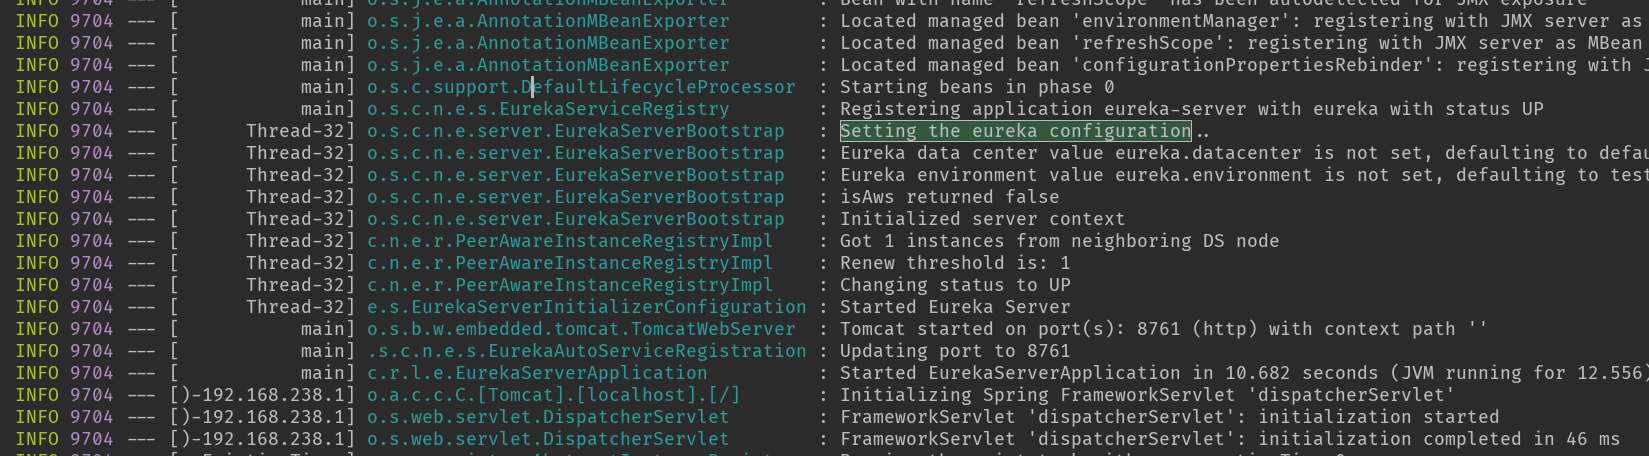 Bean with name 'refreshScope' has been autodetected for JMX exposure
INFO 9704 --- [           main] o.s.j.e.a.AnnotationMBeanExporter        : Located managed bean 'environmentManager': registering with JMX server as
INFO 9704 --- [           main] o.s.j.e.a.AnnotationMBeanExporter        : Located managed bean 'refreshScope': registering with JMX server as MBean
INFO 9704 --- [           main] o.s.j.e.a.AnnotationMBeanExporter        : Located managed bean 'configurationPropertiesRebinder': registering with J
INFO 9704 --- [           main] o.s.c.support.DefaultLifecycleProcessor  : Starting beans in phase 0
INFO 9704 --- [           main] o.s.c.n.e.s.EurekaServiceRegistry        : Registering application eureka-server with eureka with status UP
INFO 9704 --- [      Thread-32] o.s.c.n.e.server.EurekaServerBootstrap   : Setting the eureka configuration..
INFO 9704 --- [      Thread-32] o.s.c.n.e.server.EurekaServerBootstrap   : Eureka data center value eureka.datacenter is not set, defaulting to defau
INFO 9704 --- [      Thread-32] o.s.c.n.e.server.EurekaServerBootstrap   : Eureka environment value eureka.environment is not set, defaulting to test
INFO 9704 --- [      Thread-32] o.s.c.n.e.server.EurekaServerBootstrap   : isAws returned false
INFO 9704 --- [      Thread-32] o.s.c.n.e.server.EurekaServerBootstrap   : Initialized server context
INFO 9704 --- [      Thread-32] c.n.e.r.PeerAwareInstanceRegistryImpl    : Got 1 instances from neighboring DS node
INFO 9704 --- [      Thread-32] c.n.e.r.PeerAwareInstanceRegistryImpl    : Renew threshold is: 1
INFO 9704 --- [      Thread-32] c.n.e.r.PeerAwareInstanceRegistryImpl    : Changing status to UP
INFO 9704 --- [      Thread-32] e.s.EurekaServerInitializerConfiguration : Started Eureka Server
INFO 9704 --- [           main] o.s.b.w.embedded.tomcat.TomcatWebServer  : Tomcat started on port(s): 8761 (http) with context path ''
INFO 9704 --- [           main] .s.c.n.e.s.EurekaAutoServiceRegistration : Updating port to 8761
INFO 9704 --- [           main] c.r.l.e.EurekaServerApplication          : Started EurekaServerApplication in 10.682 seconds (JVM running for 12.556)
INFO 9704 --- [)-192.168.238.1] o.a.c.c.C.[Tomcat].[localhost].[/]       : Initializing Spring FrameworkServlet 'dispatcherServlet'
INFO 9704 --- [)-192.168.238.1] o.s.web.servlet.DispatcherServlet        : FrameworkServlet 'dispatcherServlet': initialization started
INFO 9704 --- [)-192.168.238.1] o.s.web.servlet.DispatcherServlet        : FrameworkServlet 'dispatcherServlet': initialization completed in 46 ms